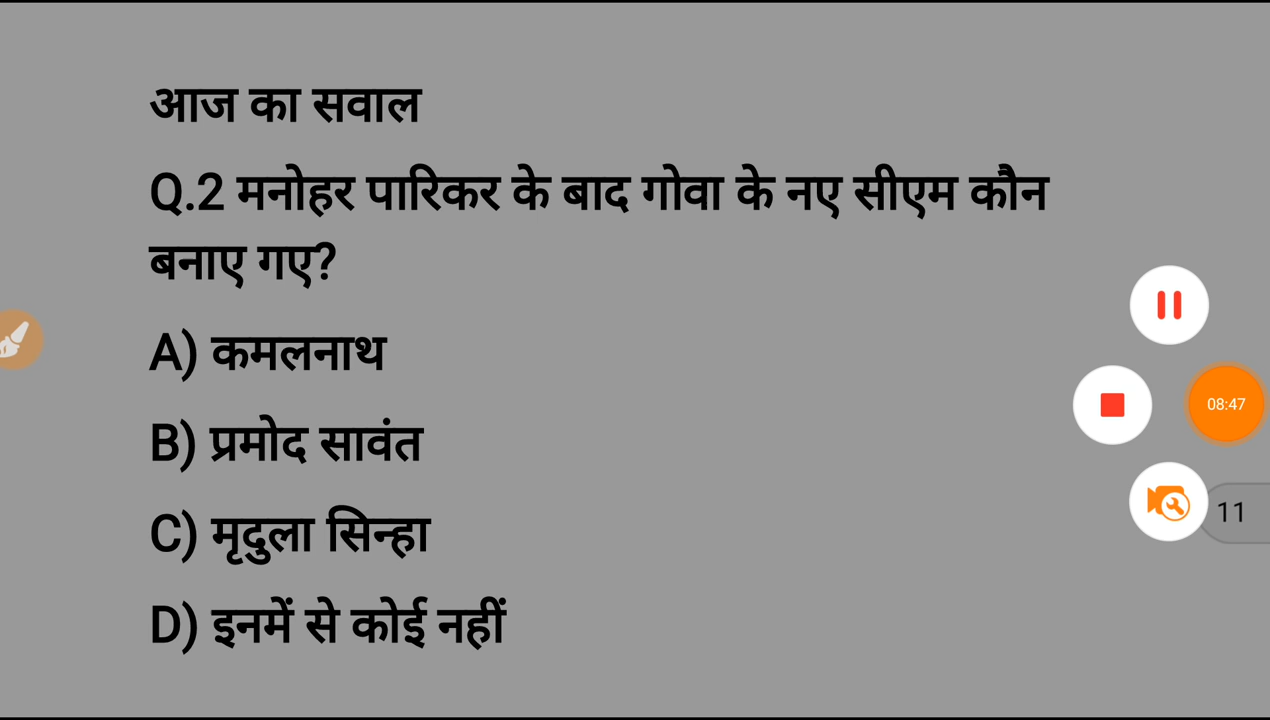 आज का सवाल
Q.2 मनोहर पारिकर के बाद गोवा के नए सीएम कौन
बनाए गए?
A) कमलनाथ
B) प्रमोद सावंत
C) मृदुला सिन्हा
D) इनमें से कोई नहीं
08:47
11